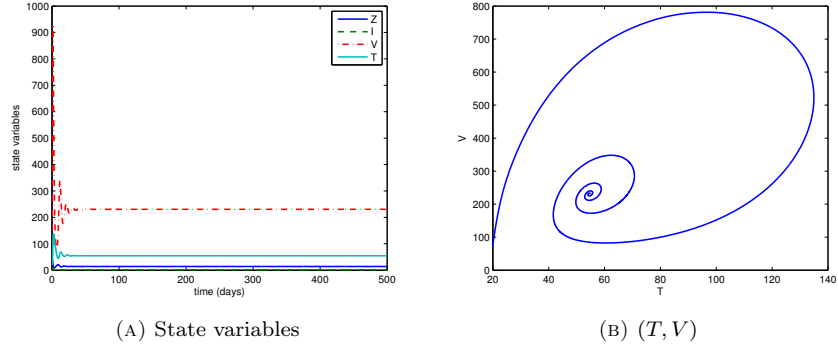 1000
900
800
700
600
500
400
300
200
100
0
state variables
0 100 200 300 400 500
time (days)
Z
I
V
T
(A) State variables
800
700
600
500
400
300
200
100
0
V
20 40 60 80 100 120 140
T
(B) (T, V)